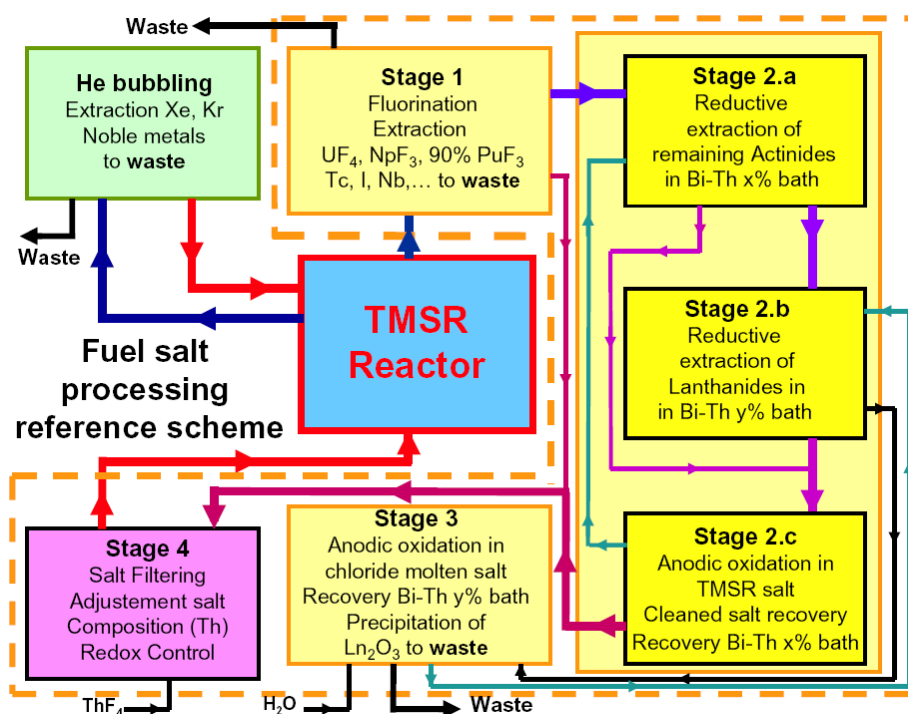 Waste
He bubbling
Extraction Xe, Kr
Noble metals
to waste
Waste
Stage 1
Fluorination
Extraction
UF₄, NpF₃, 90% PuF₃
Tc, I, Nb,... to waste
Stage 2.a
Reductive
extraction of
remaining Actinides
in Bi-Th x% bath
TMSR
Reactor
Stage 2.b
Reductive
extraction of
Lanthanides in
in Bi-Th y% bath
Fuel salt
processing
reference scheme
Stage 4
Salt Filtering
Adjustement salt
Composition (Th)
Redox Control
Stage 3
Anodic oxidation in
chloride molten salt
Recovery Bi-Th y% bath
Precipitation of
Ln₂O₃ to waste
Stage 2.c
Anodic oxidation in
TMSR salt
Cleaned salt recovery
Recovery Bi-Th x% bath
ThF₄
H₂O
Waste